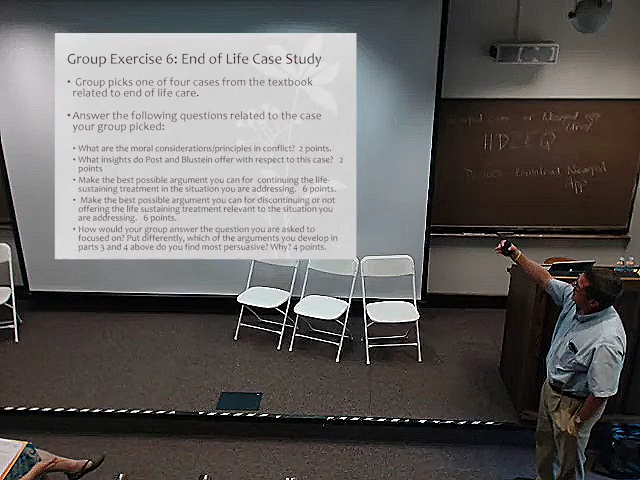 Group Exercise 6: End of Life Case Study
• Group picks one of four cases from the textbook
related to end of life care.
• Answer the following questions related to the case
your group picked:
• What are the moral considerations/principles in conflict? 2 points.
• What insights do Post and Blustein offer with respect to this case? 2
points
• Make the best possible argument you can for continuing the life-
sustaining treatment in the situation you are addressing. 6 points.
• Make the best possible argument you can for discontinuing or not
offering the life sustaining treatment relevant to the situation you
are addressing. 6 points.
• How would your group answer the question you are asked to
focused on? Put differently, which of the arguments you develop in
parts 3 and 4 above do you find most persuasive? Why? 4 points.
App